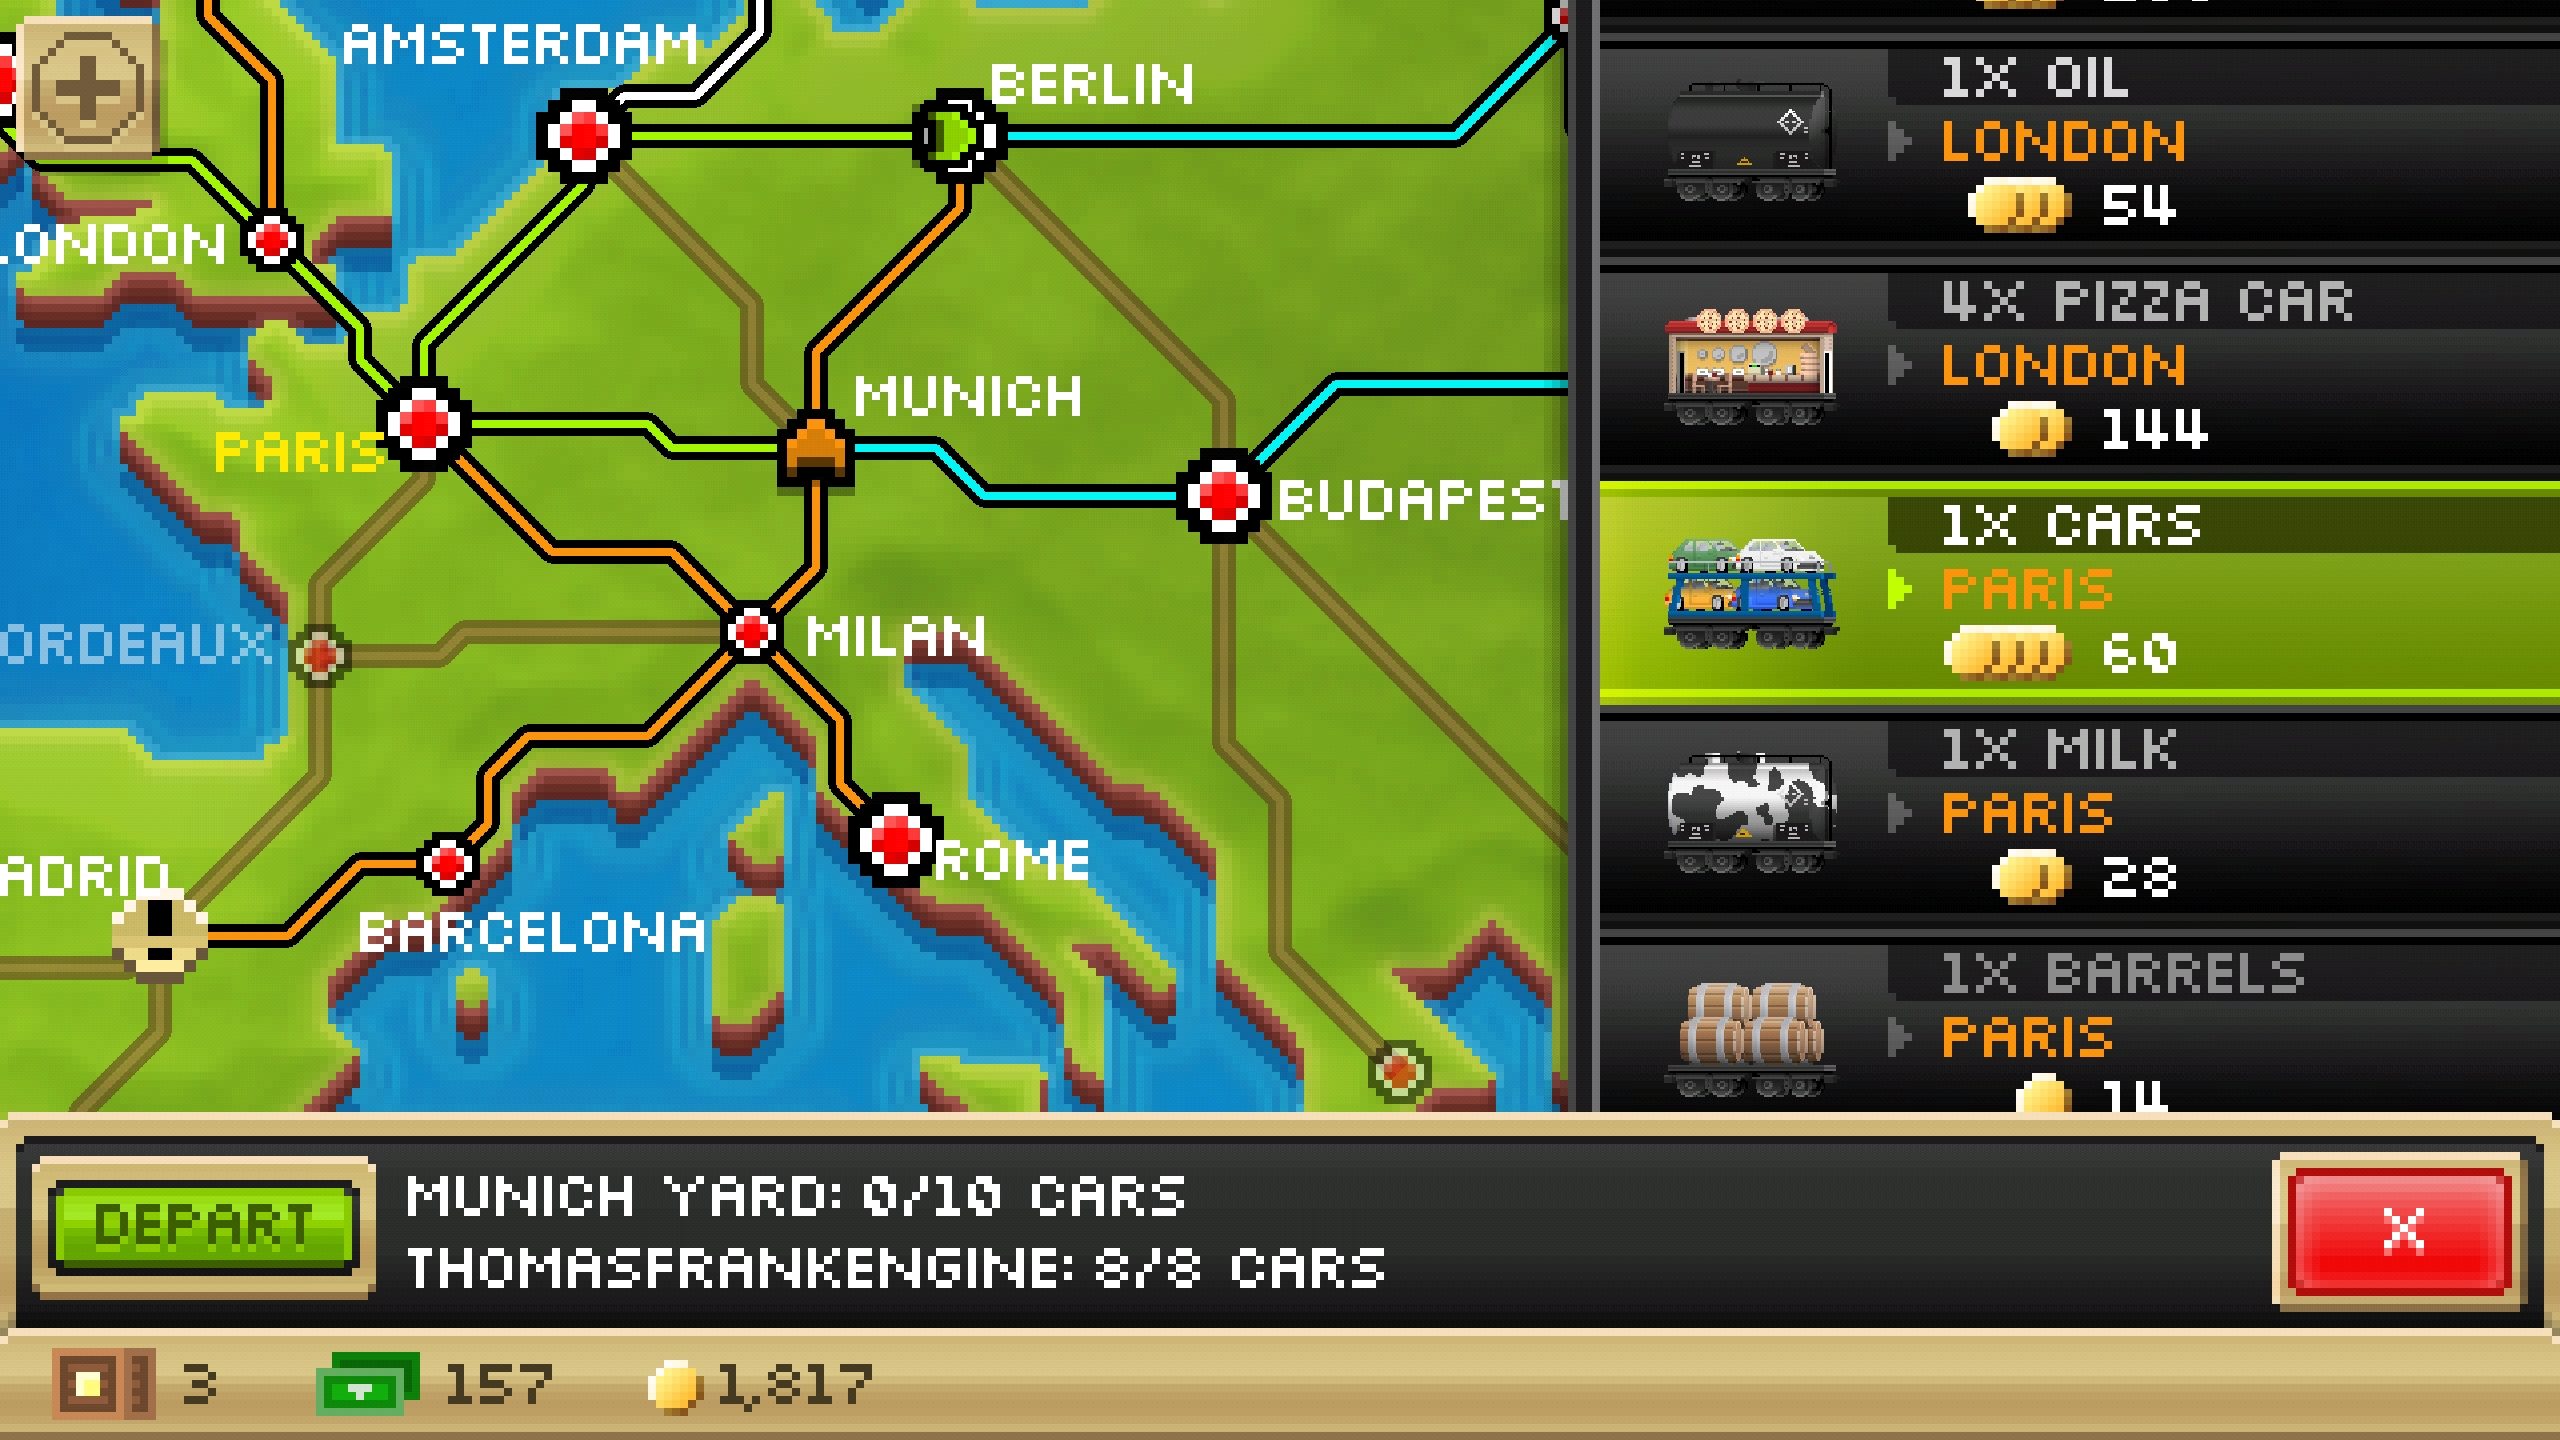 AMSTERDAM
BERLIN
LONDON
MUNICH
PARIS
BUDAPEST
ORDEAUX
MILAN
ADRID
ROME
BARCELONA
1X OIL
LONDON
54
4X PIZZA CAR
LONDON
144
1X CARS
PARIS
60
1X MILK
PARIS
28
1X BARRELS
PARIS
14
DEPART
MUNICH YARD: 0/10 CARS
THOMASFRANKENGINE: 8/8 CARS
X
3
157
1,817